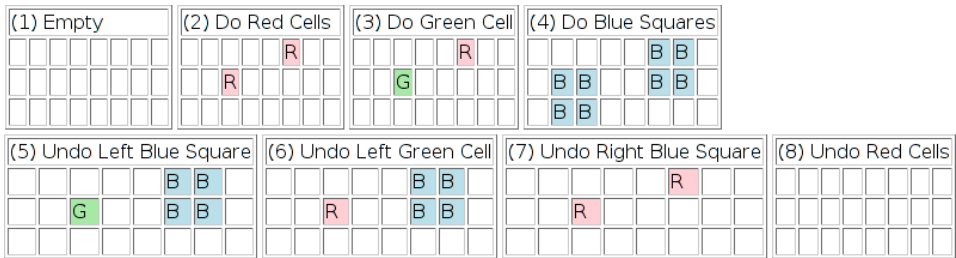 (1) Empty
(2) Do Red Cells
R
R
(3) Do Green Cell
R
G
(4) Do Blue Squares
B B
B B B B
B B
(5) Undo Left Blue Square
B B
G B B
(6) Undo Left Green Cell
B B
R B B
(7) Undo Right Blue Square
R
R
(8) Undo Red Cells